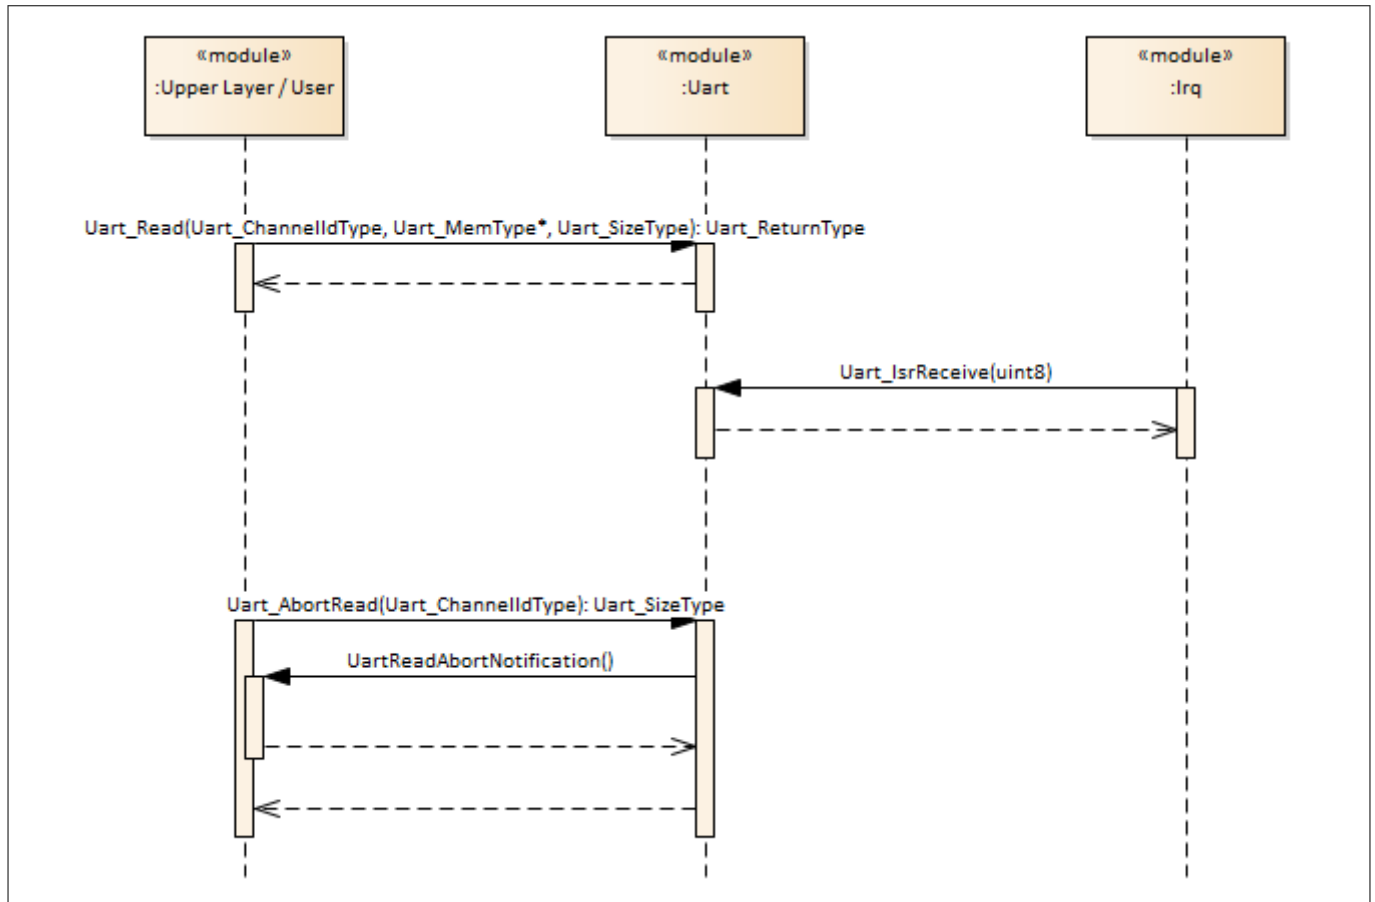 «module»
:Upper Layer / User
«module»
:Uart
«module»
:Irq
Uart_Read(Uart_ChannelIdType, Uart_MemType*, Uart_SizeType): Uart_ReturnType
Uart_IsrReceive(uint8)
Uart_AbortRead(Uart_ChannelIdType): Uart_SizeType
UartReadAbortNotification()